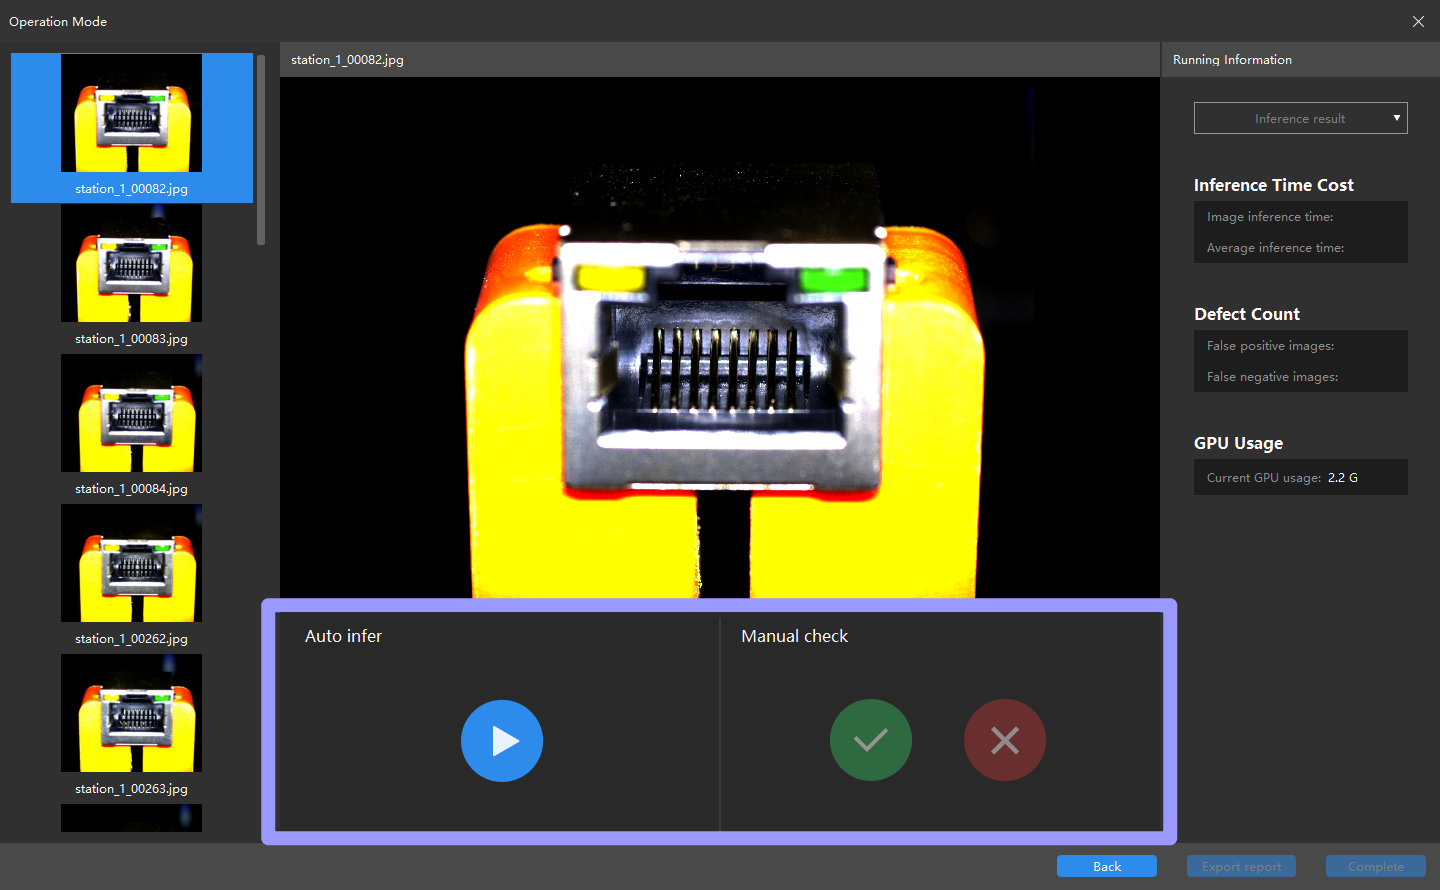 Operation Mode
station_1_00082.jpg
station_1_00083.jpg
station_1_00084.jpg
station_1_00262.jpg
station_1_00263.jpg
station_1_00082.jpg
Auto infer
Manual check
Running Information
Inference result
Inference Time Cost
Image inference time:
Average inference time:
Defect Count
False positive images:
False negative images:
GPU Usage
Current GPU usage: 2.2 G
Back
Export report
Complete